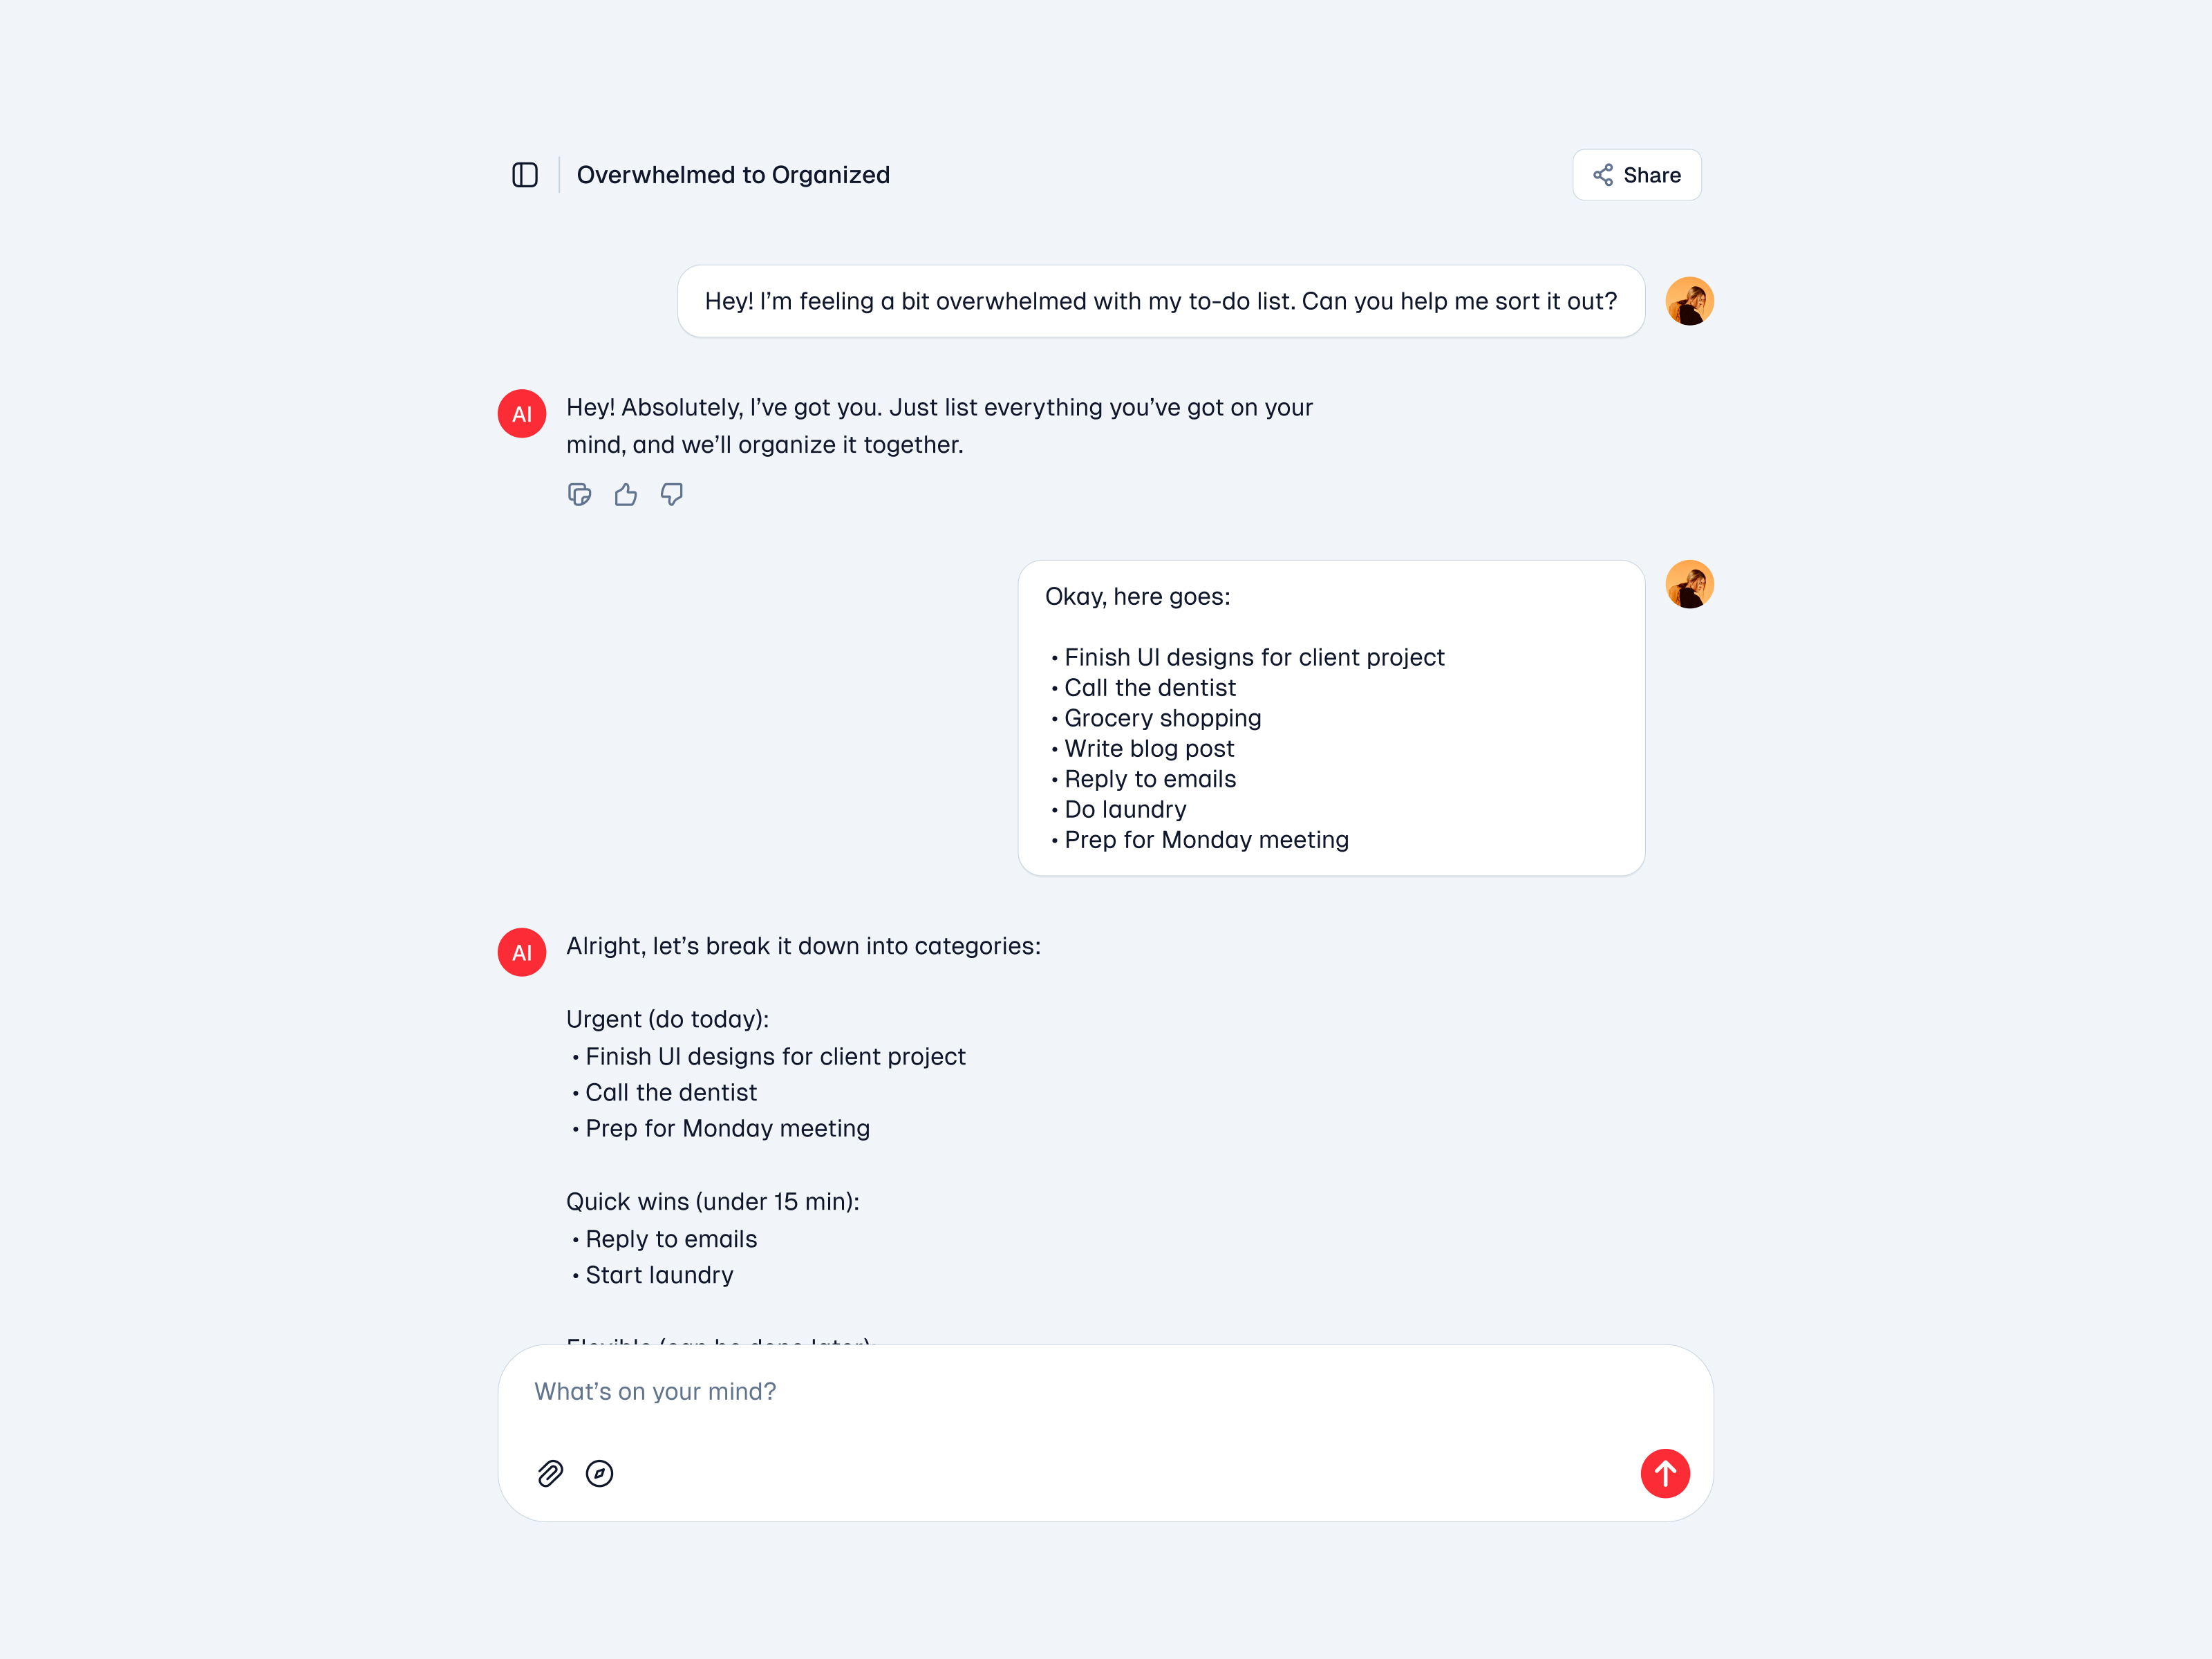 Overwhelmed to Organized
Share
Hey! I’m feeling a bit overwhelmed with my to-do list. Can you help me sort it out?
AI
Hey! Absolutely, I’ve got you. Just list everything you’ve got on your
mind, and we’ll organize it together.
Okay, here goes:
• Finish UI designs for client project
• Call the dentist
• Grocery shopping
• Write blog post
• Reply to emails
• Do laundry
• Prep for Monday meeting
AI
Alright, let’s break it down into categories:
Urgent (do today):
• Finish UI designs for client project
• Call the dentist
• Prep for Monday meeting
Quick wins (under 15 min):
• Reply to emails
• Start laundry
Flexible (can be done later):
What’s on your mind?